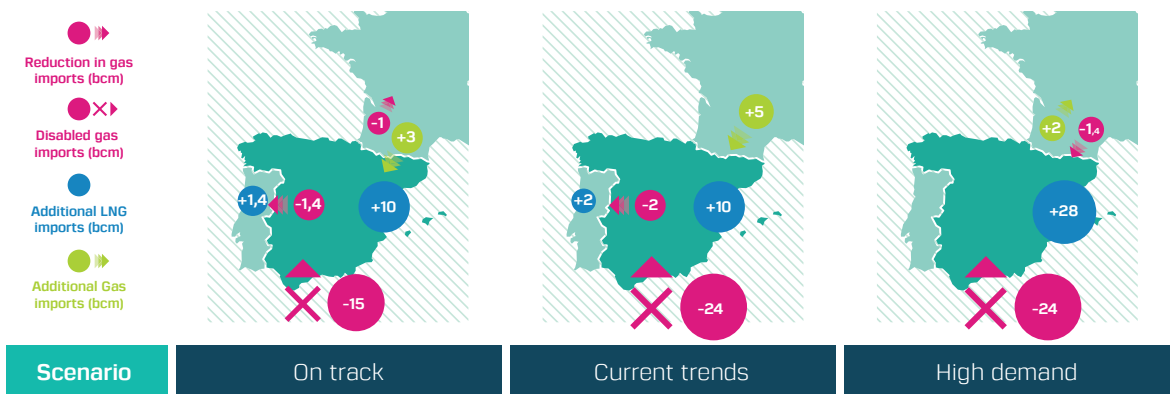 Reduction in gas
imports (bcm)
Disabled gas
imports (bcm)
Additional LNG
imports (bcm)
Additional Gas
imports (bcm)
-1
+3
+1,4
-1,4
+10
-15
+5
+2
-2
+10
-24
+2
-1,4
+28
-24
Scenario
On track
Current trends
High demand